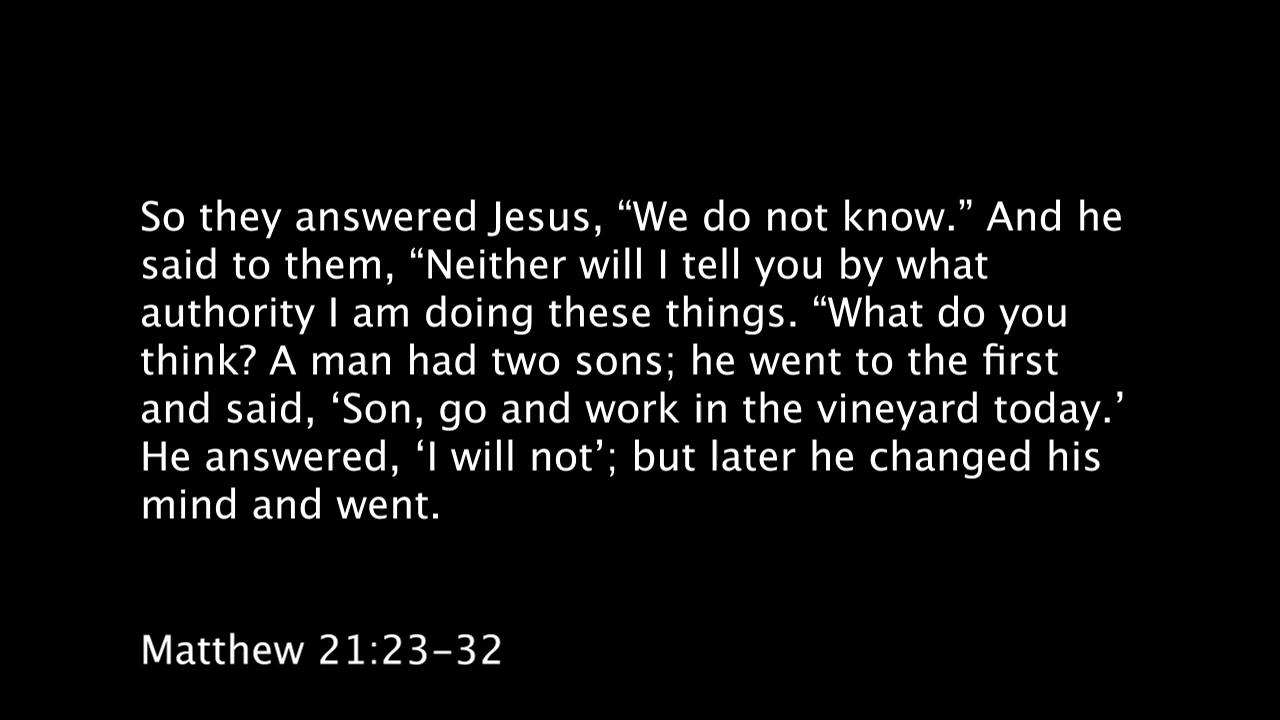 So they answered Jesus, “We do not know.” And he
said to them, “Neither will I tell you by what
authority I am doing these things. “What do you
think? A man had two sons; he went to the first
and said, ‘Son, go and work in the vineyard today.’
He answered, ‘I will not’; but later he changed his
mind and went.
Matthew 21:23–32